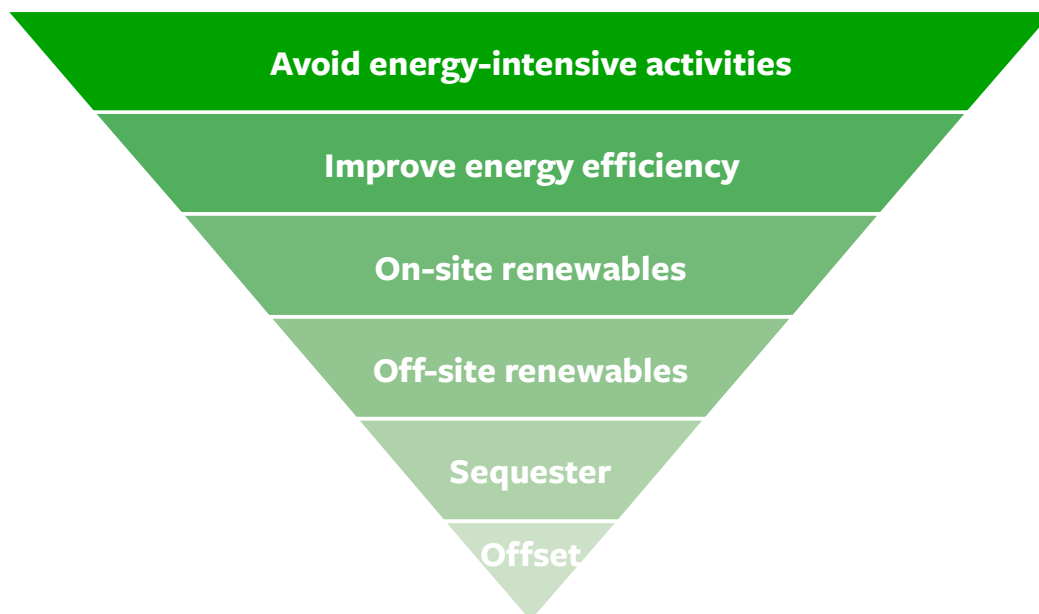 Avoid energy-intensive activities
Improve energy efficiency
On-site renewables
Off-site renewables
Sequester
Offset